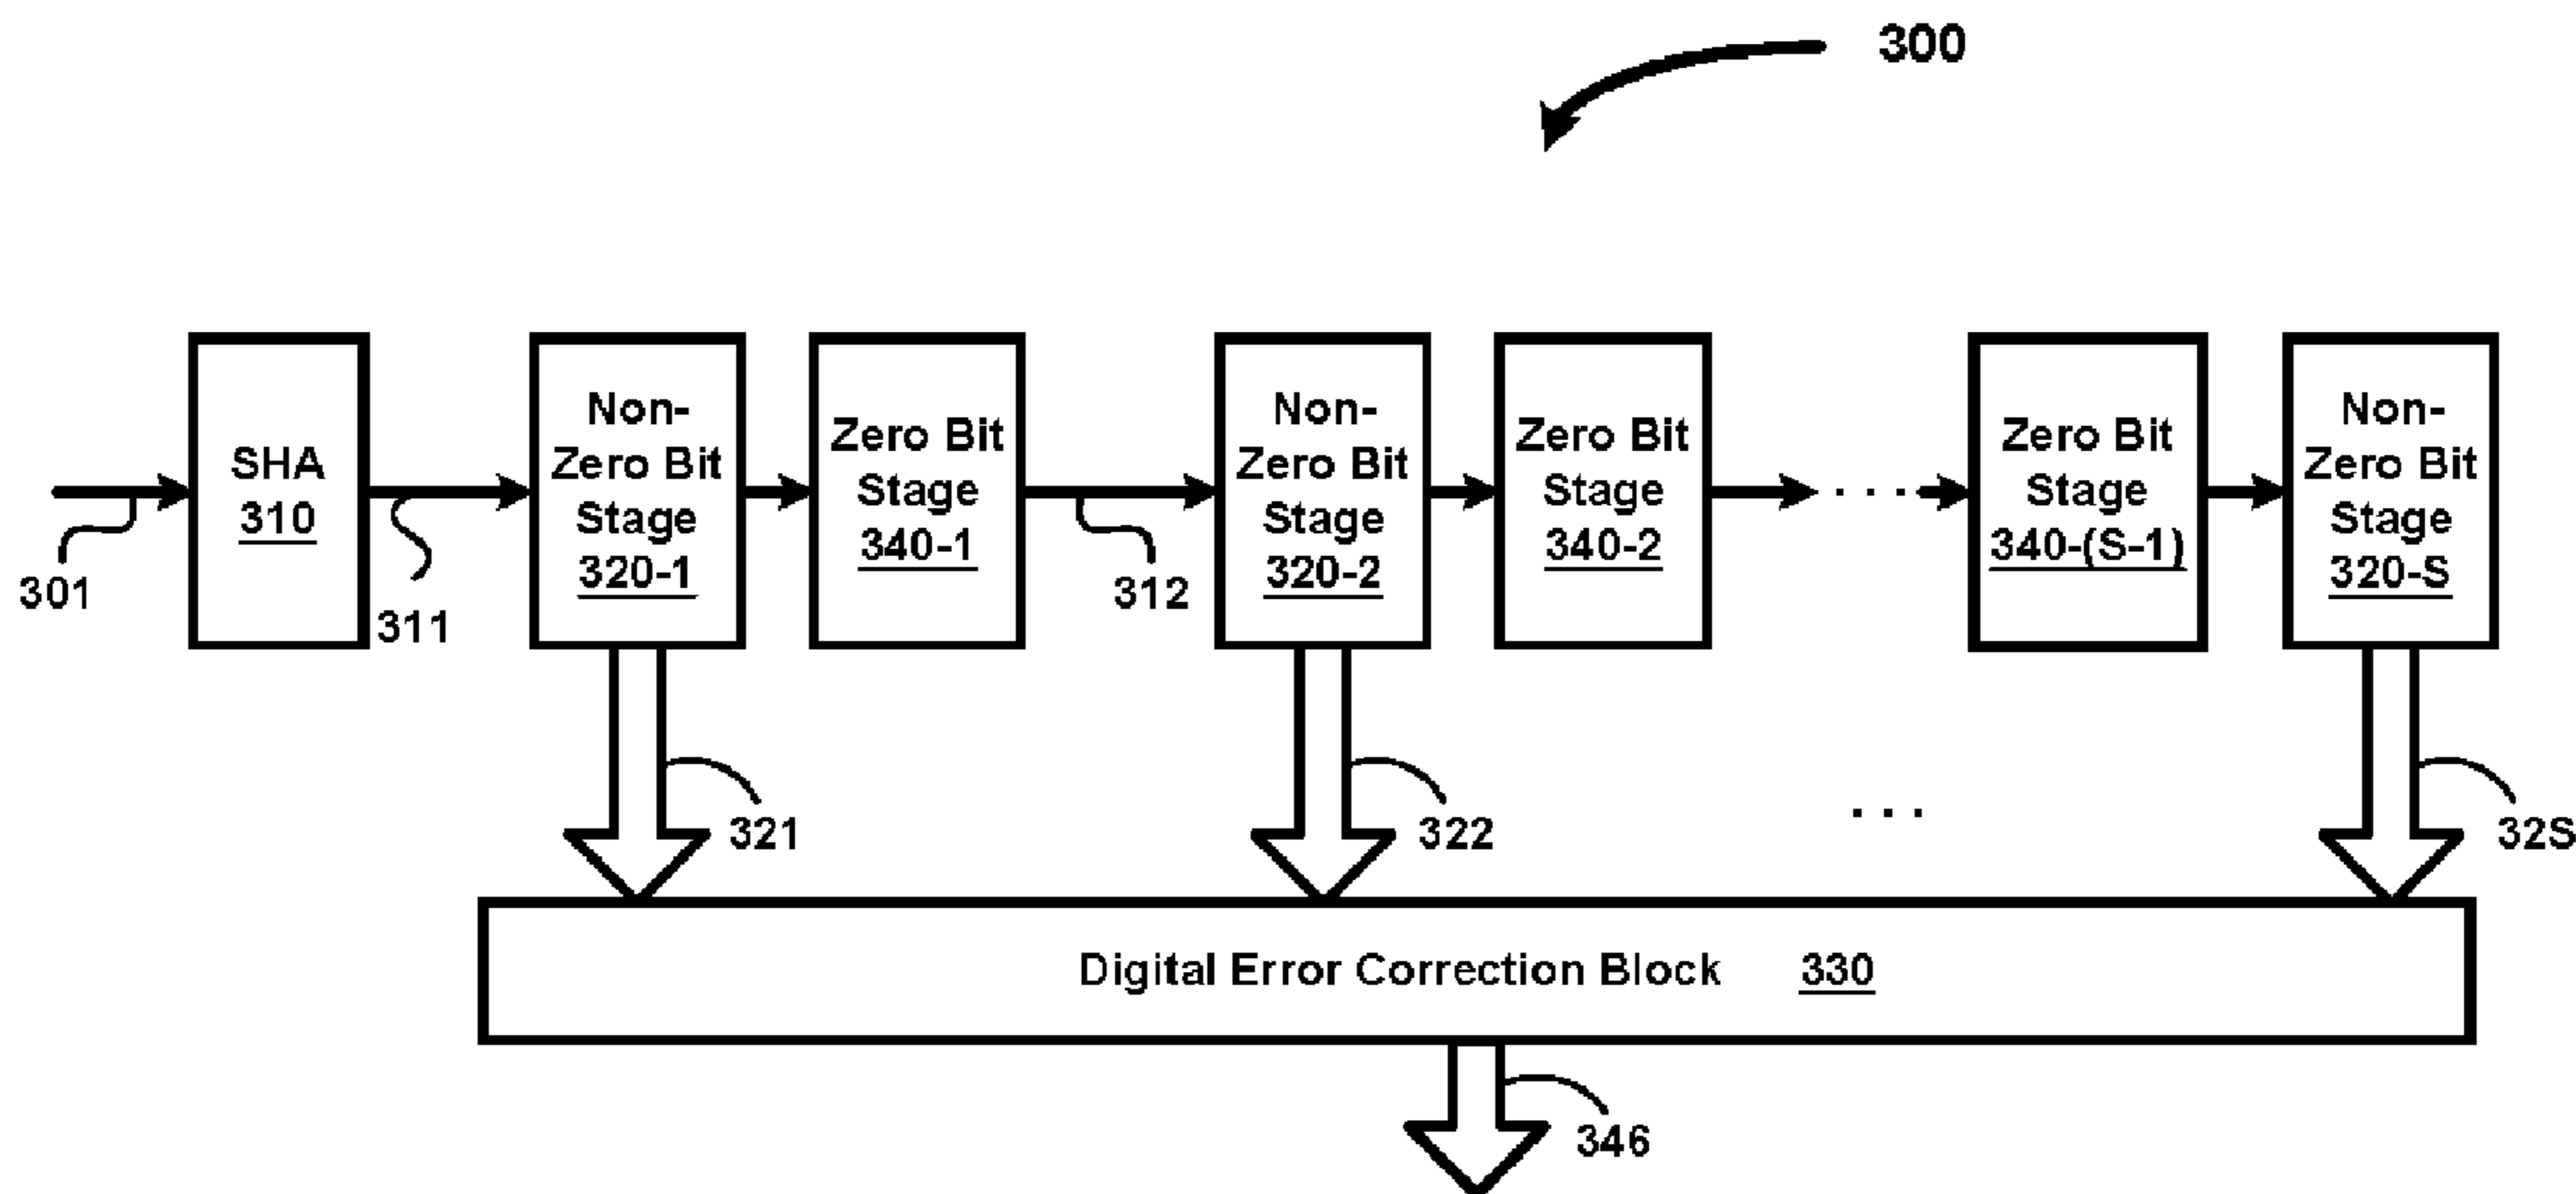 300
SHA
310
Non-
Zero Bit
Stage
320-1
Zero Bit
Stage
340-1
Non-
Zero Bit
Stage
320-2
Zero Bit
Stage
340-2
. . .
Zero Bit
Stage
340-(S-1)
Non-
Zero Bit
Stage
320-S
301
311
312
321
322
. . .
32S
Digital Error Correction Block 330
346